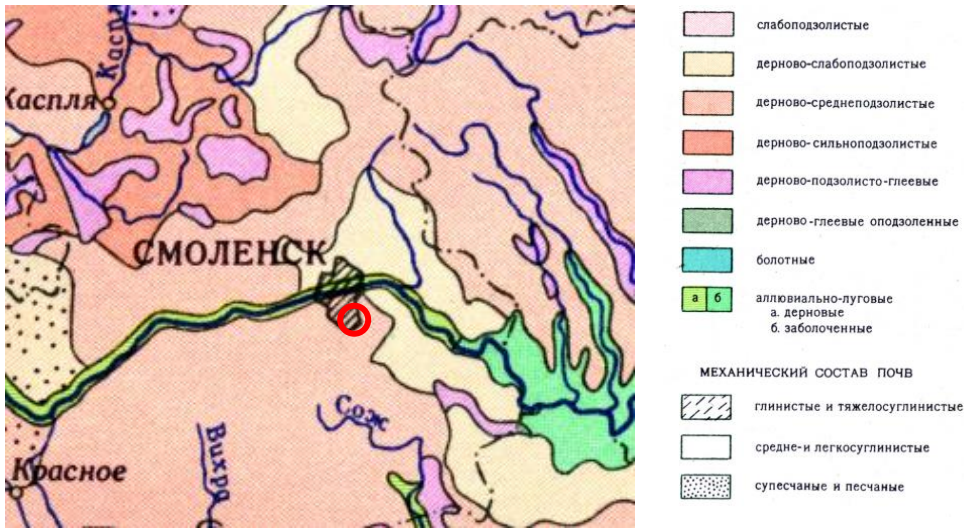 Каспл
Каспля
СМОЛЕНСК
Сож
Вихра
Красное
слабоподзолистые
дерново-слабоподзолистые
дерново-среднеподзолистые
дерново-сильноподзолистые
дерново-подзолисто-глеевые
дерново-глеевые оподзоленные
болотные
а б
аллювиально-луговые
а. дерновые
б. заболоченные
МЕХАНИЧЕСКИЙ СОСТАВ ПОЧВ
глинистые и тяжелосуглинистые
средне-и легкосуглинистые
супесчаные и песчаные